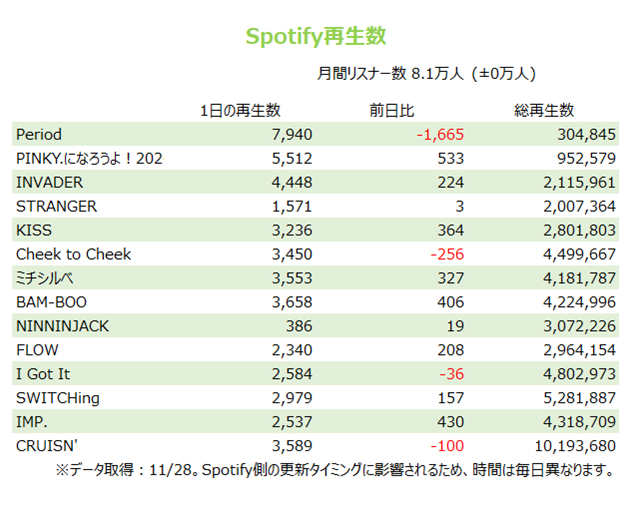 Spotify再生数
月間リスナー数 8.1万人 (±0万人)
1日の再生数 前日比 総再生数
Period 7,940 -1,665 304,845
PINKY.になろうよ！202 5,512 533 952,579
INVADER 4,448 224 2,115,961
STRANGER 1,571 3 2,007,364
KISS 3,236 364 2,801,803
Cheek to Cheek 3,450 -256 4,499,667
ミチシルベ 3,553 327 4,181,787
BAM-BOO 3,658 406 4,224,996
NINNINJACK 386 19 3,072,226
FLOW 2,340 208 2,964,154
I Got It 2,584 -36 4,802,973
SWITCHing 2,979 157 5,281,887
IMP. 2,537 430 4,318,709
CRUISN' 3,589 -100 10,193,680
※データ取得：11/28。Spotify側の更新タイミングに影響されるため、時間は毎日異なります。